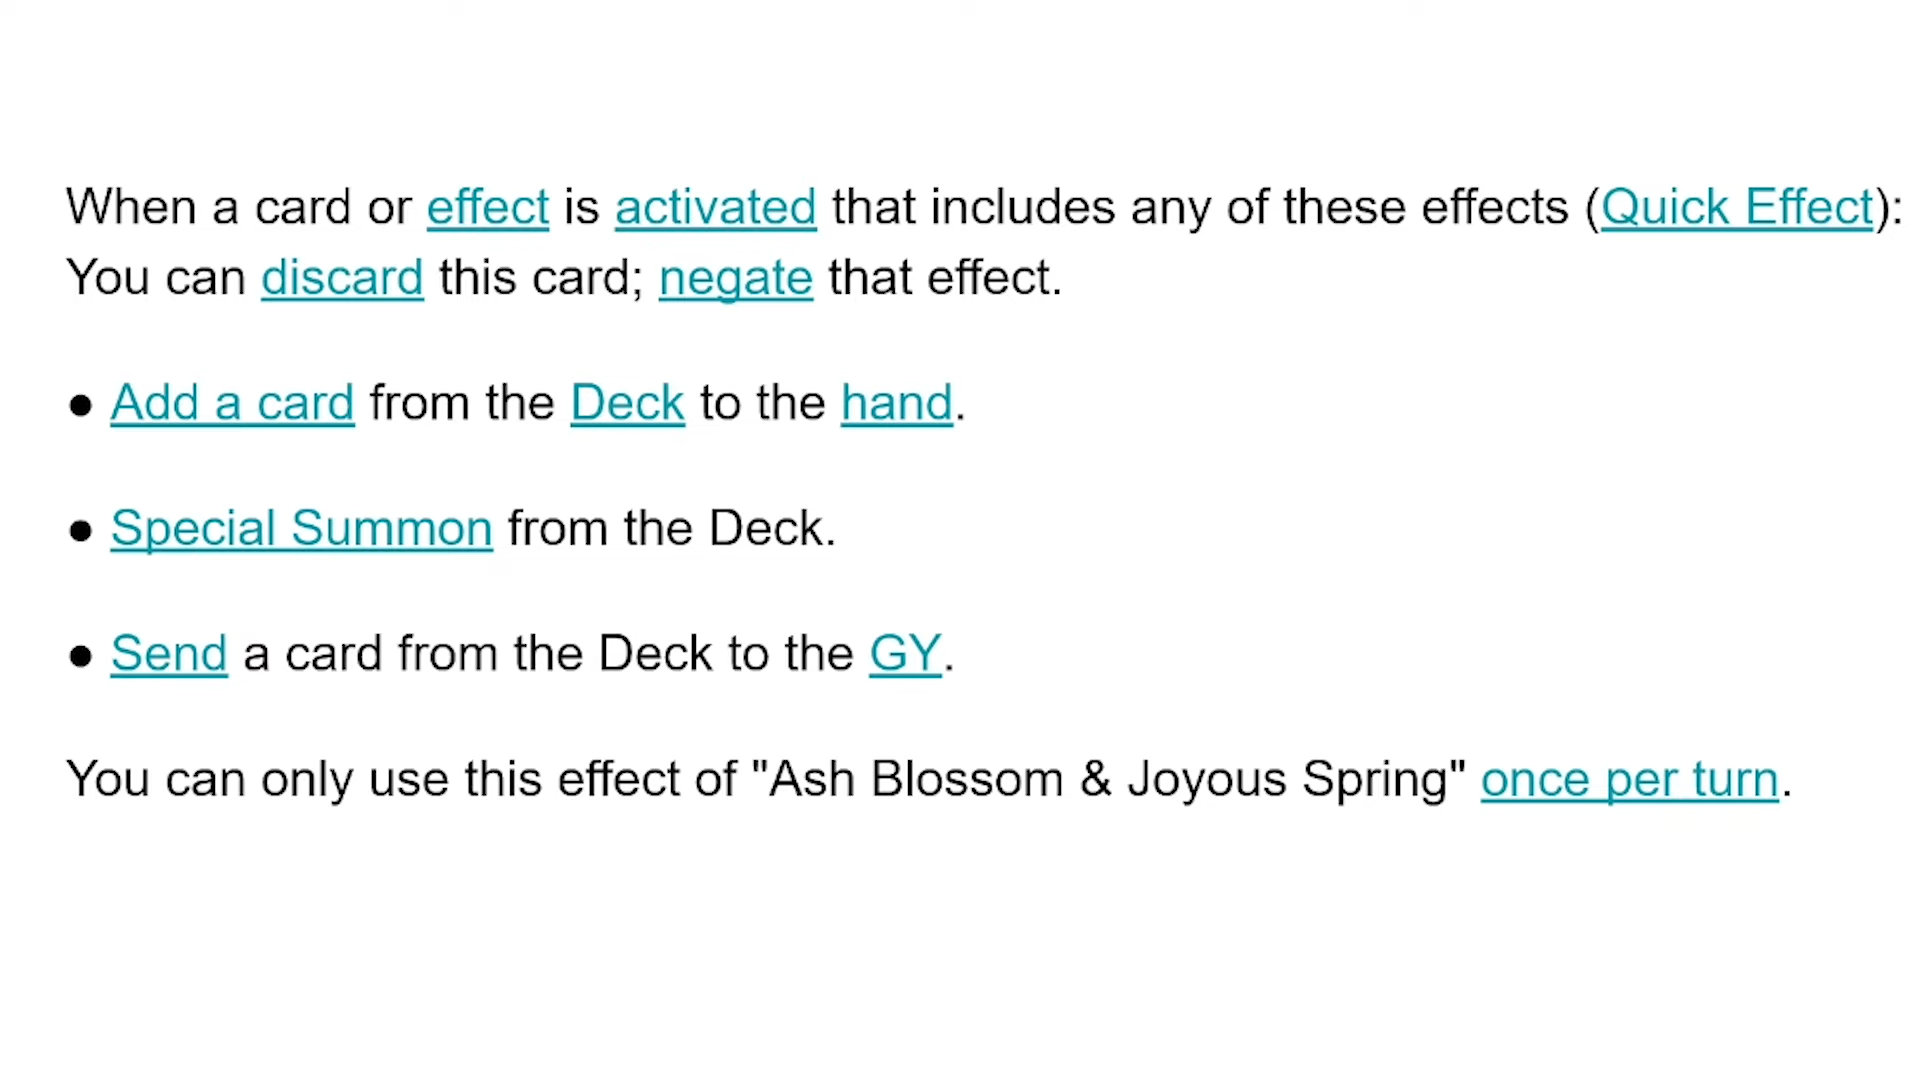 When a card or effect is activated that includes any of these effects (Quick Effect):
You can discard this card; negate that effect.
● Add a card from the Deck to the hand.
● Special Summon from the Deck.
● Send a card from the Deck to the GY.
You can only use this effect of "Ash Blossom & Joyous Spring" once per turn.